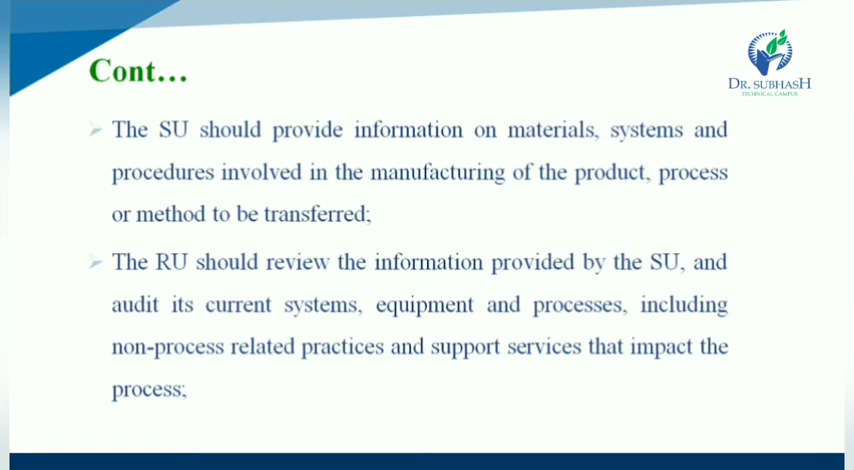 Cont...
DR. SUBHASH
TECHNICAL CAMPUS
The SU should provide information on materials, systems and
procedures involved in the manufacturing of the product, process
or method to be transferred;
The RU should review the information provided by the SU, and
audit its current systems, equipment and processes, including
non-process related practices and support services that impact the
process;